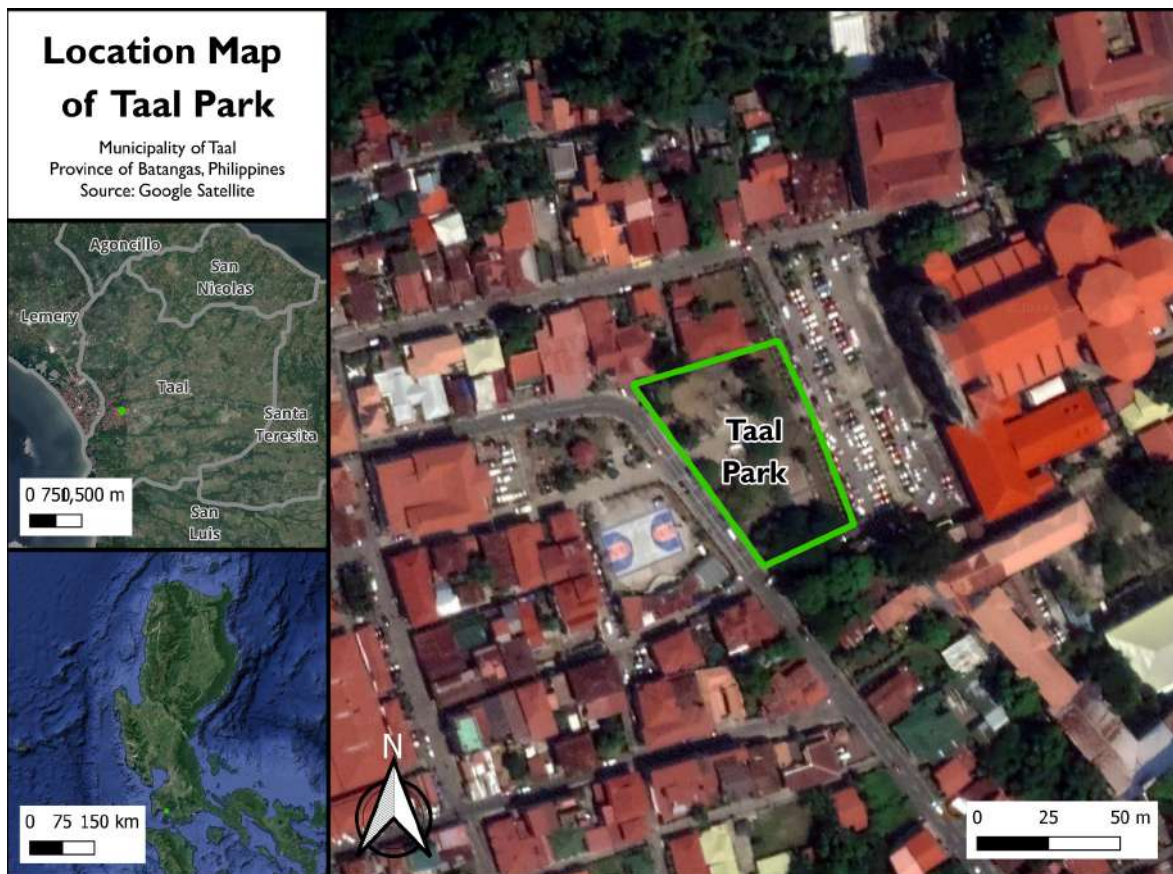 Location Map
of Taal Park
Municipality of Taal
Province of Batangas, Philippines
Source: Google Satellite
Agoncillo
San
Nicolas
Lemery
Taal
Santa
Teresita
San
Luis
0 750 1,500 m
0 75 150 km
Taal
Park
N
0 25 50 m